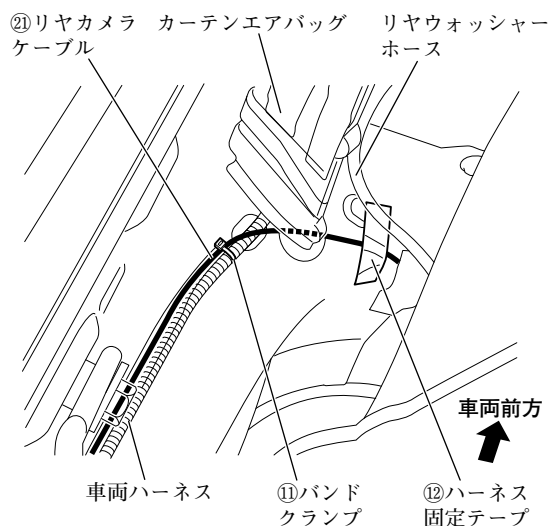 ㉑リヤカメラ
ケーブル
カーテンエアバッグ
リヤウォッシャー
ホース
車両前方
車両ハーネス
⑪バンド
クランプ
⑫ハーネス
固定テープ